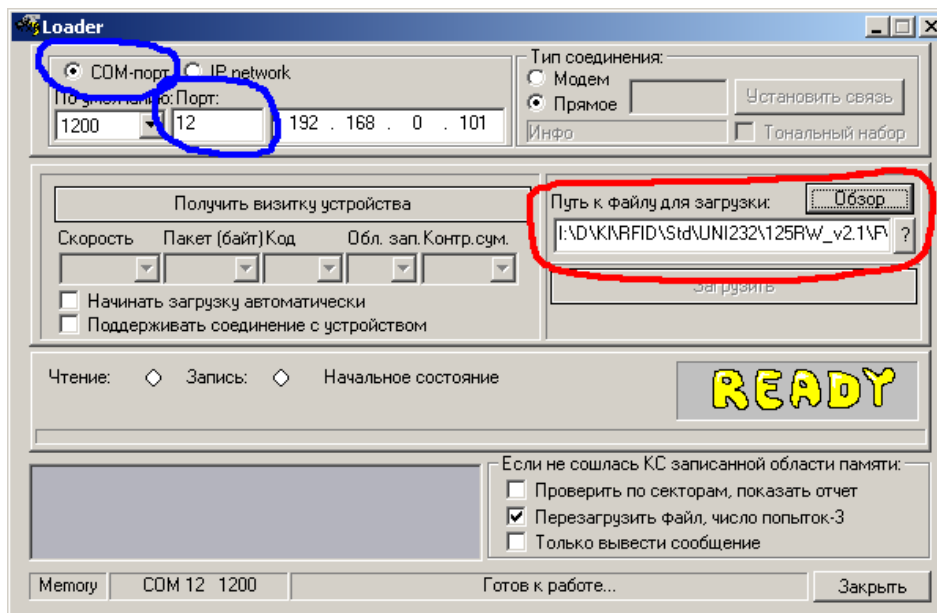 Loader
COM-порт IP network
По умолчанию: Порт:
1200 12 192 . 168 . 0 . 101
Тип соединения:
Модем
Прямое
Установить связь
Инфо
Тональный набор
Получить визитку устройства
Скорость Пакет (байт) Код Обл. зап. Контр.сум.
Начинать загрузку автоматически
Поддерживать соединение с устройством
Путь к файлу для загрузки: Обзор
I:\D\KI\RFID\Std\UNI232\125RW_v2.1\F\ ?
Загрузить
Чтение: Запись: Начальное состояние
READY
Если не сошлась КС записанной области памяти:
Проверить по секторам, показать отчет
Перезагрузить файл, число попыток-3
Только вывести сообщение
Memory COM 12 1200 Готов к работе... Закрыть